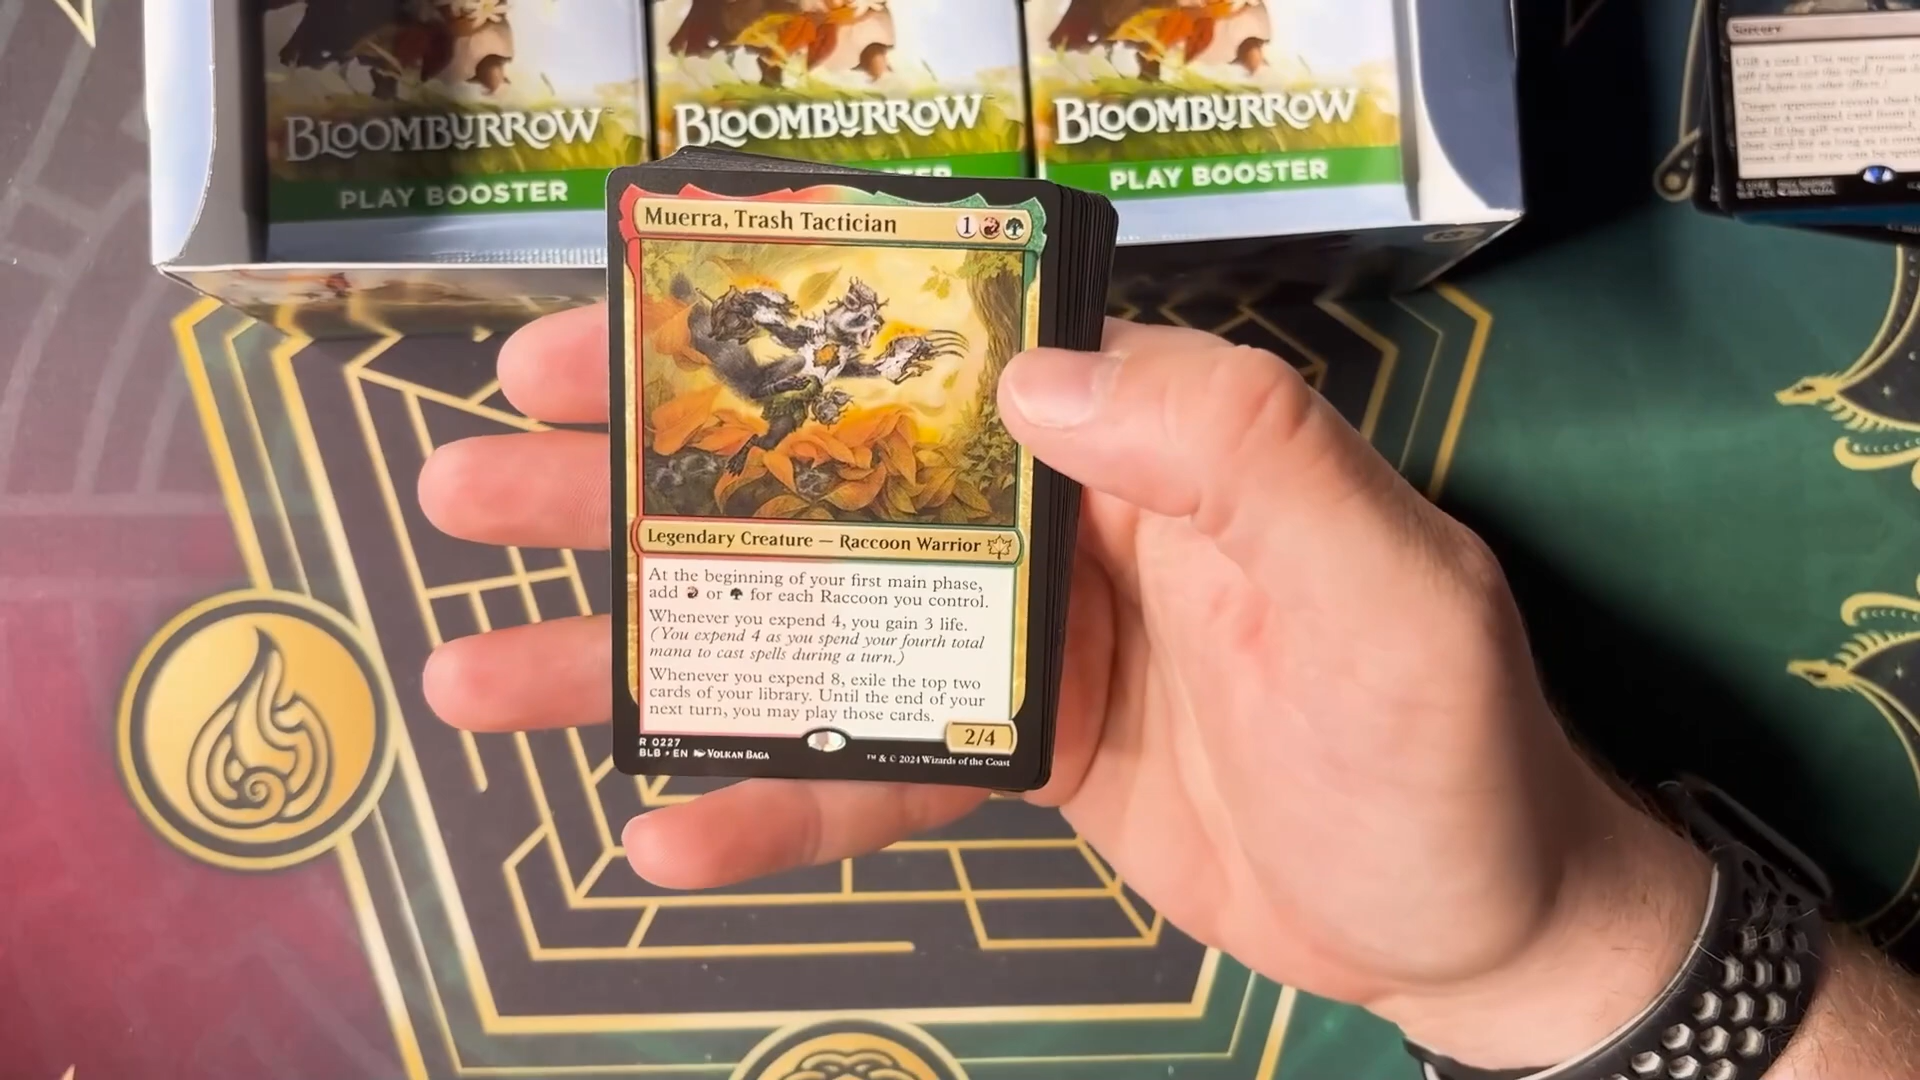 BLOOMBURROW
BLOOMBURROW
BLOOMBURROW
PLAY BOOSTER
PLAY BOOSTER
Sorcery
Muerra, Trash Tactician 1
Legendary Creature — Raccoon Warrior
At the beginning of your first main phase,
add or for each Raccoon you control.
Whenever you expend 4, you gain 3 life.
(You expend 4 as you spend your fourth total
mana to cast spells during a turn.)
Whenever you expend 8, exile the top two
cards of your library. Until the end of your
next turn, you may play those cards.
2/4
R 0227
BLB • EN VOLKAN BAGA
™ & © 2024 Wizards of the Coast